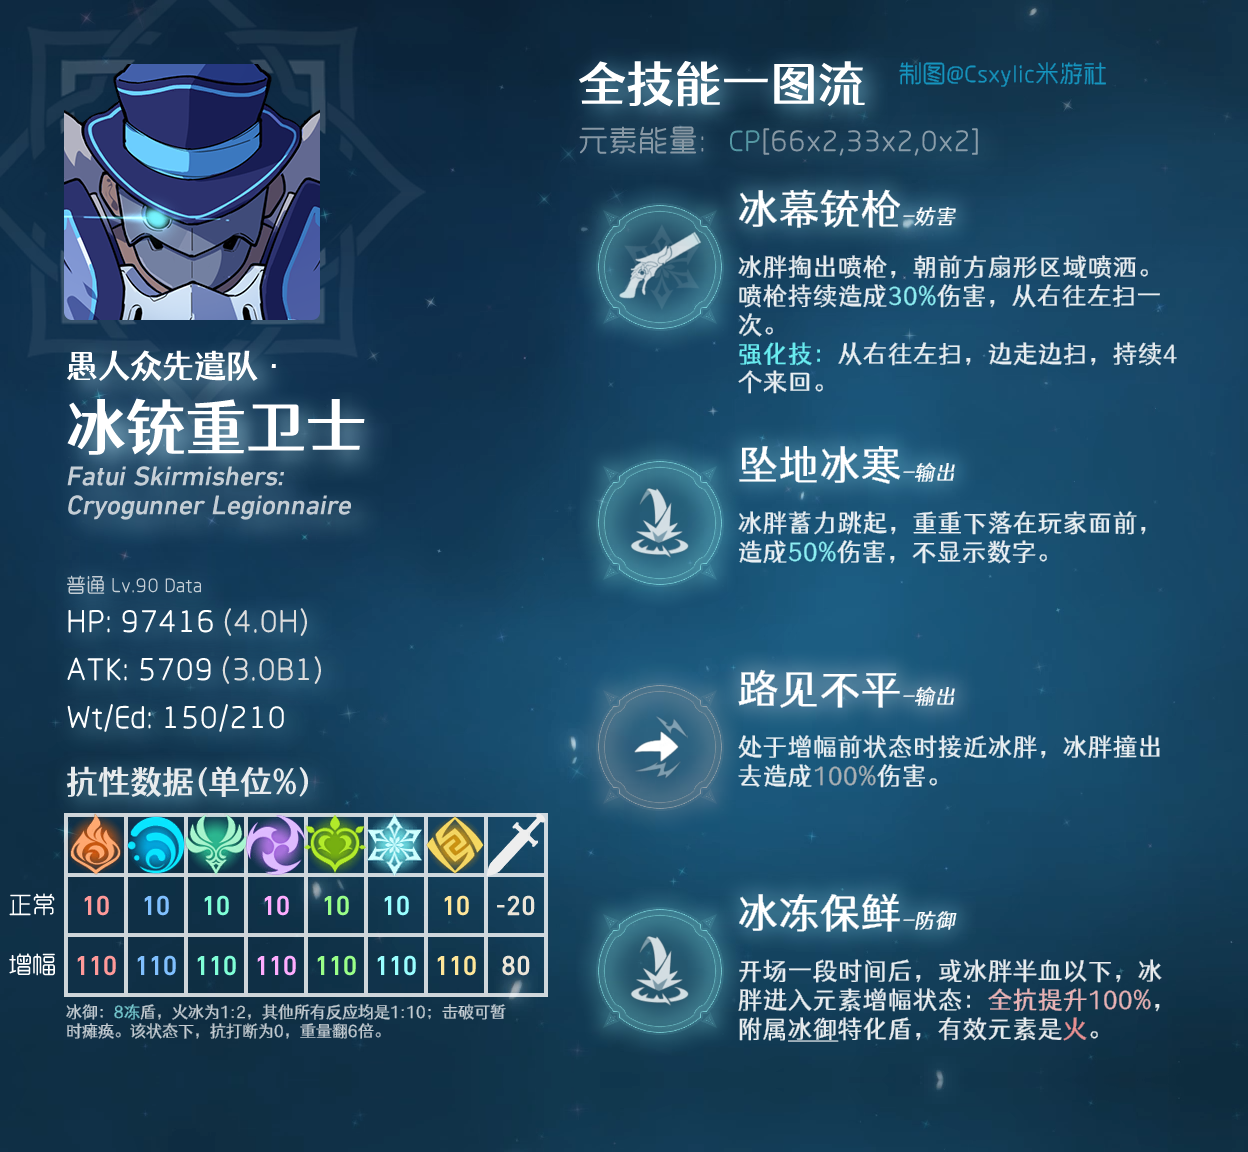 全技能一图流 制图@Csxylic米游社
元素能量： CP[66x2,33x2,0x2]
愚人众先遣队 ·
冰铳重卫士
Fatui Skirmishers:
Cryogunner Legionnaire
普通 Lv.90 Data
HP: 97416 (4.0H)
ATK: 5709 (3.0B1)
Wt/Ed: 150/210
抗性数据(单位%)
正常 10 10 10 10 10 10 10 -20
增幅 110 110 110 110 110 110 110 80
冰御：8冻盾，火冰为1:2，其他所有反应均是1:10；击破可暂
时瘫痪。该状态下，抗打断为0，重量翻6倍。
冰幕铳枪–妨害
冰胖掏出喷枪，朝前方扇形区域喷洒。
喷枪持续造成30%伤害，从右往左扫一
次。
强化技：从右往左扫，边走边扫，持续4
个来回。
坠地冰寒–输出
冰胖蓄力跳起，重重下落在玩家面前，
造成50%伤害，不显示数字。
路见不平–输出
处于增幅前状态时接近冰胖，冰胖撞出
去造成100%伤害。
冰冻保鲜–防御
开场一段时间后，或冰胖半血以下，冰
胖进入元素增幅状态：全抗提升100%，
附属冰御特化盾，有效元素是火。